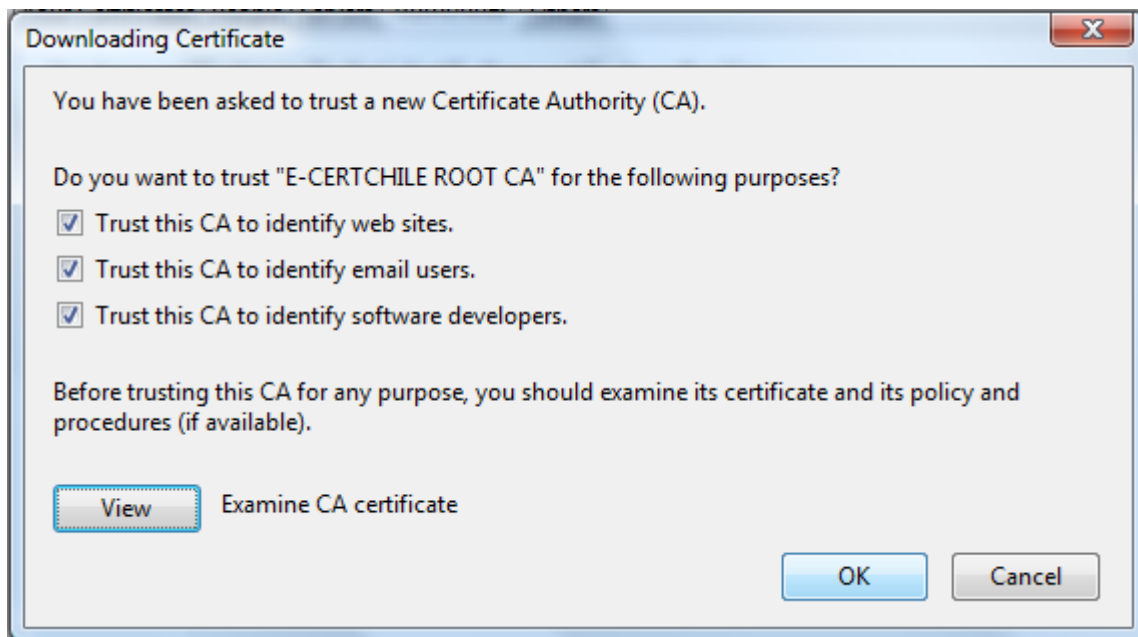 Downloading Certificate
You have been asked to trust a new Certificate Authority (CA).
Do you want to trust "E-CERTCHILE ROOT CA" for the following purposes?
Trust this CA to identify web sites.
Trust this CA to identify email users.
Trust this CA to identify software developers.
Before trusting this CA for any purpose, you should examine its certificate and its policy and
procedures (if available).
View Examine CA certificate
OK Cancel